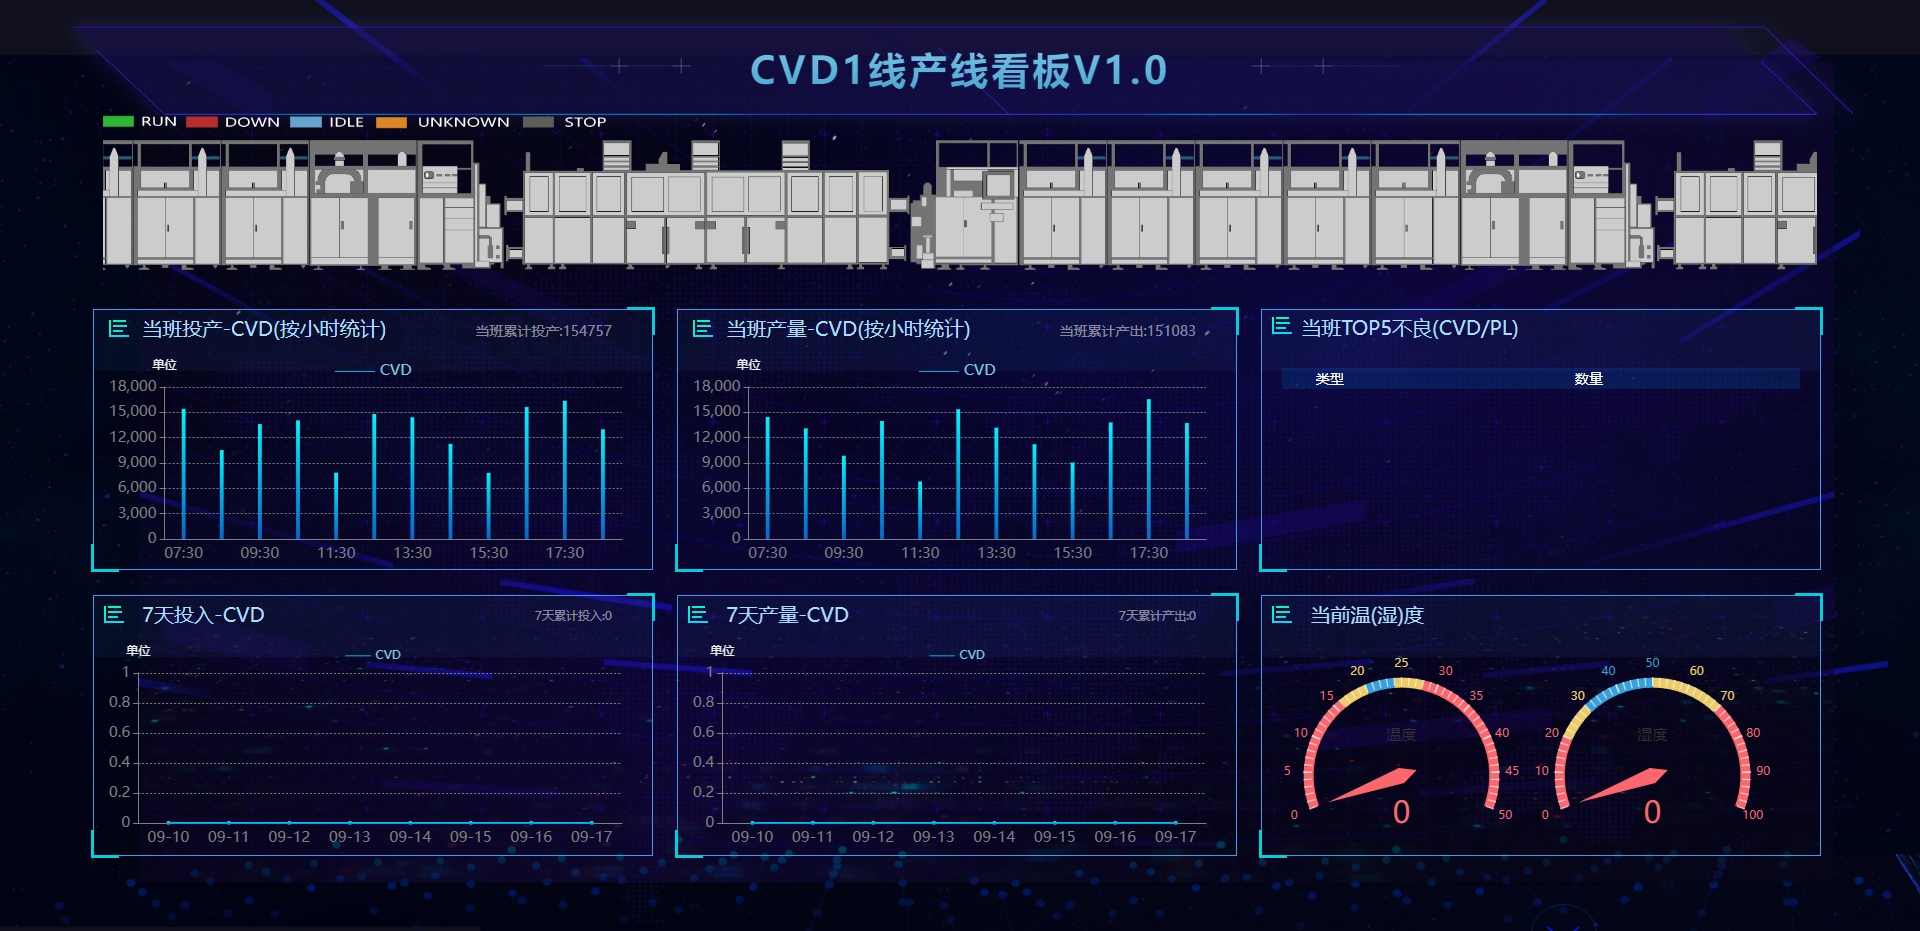 CVD1线产线看板V1.0
RUN DOWN IDLE UNKNOWN STOP
当班投产-CVD(按小时统计) 当班累计投产:154757
单位
CVD
18,000
15,000
12,000
9,000
6,000
3,000
0
07:30 09:30 11:30 13:30 15:30 17:30
当班产量-CVD(按小时统计) 当班累计产出:151083
单位
CVD
18,000
15,000
12,000
9,000
6,000
3,000
0
07:30 09:30 11:30 13:30 15:30 17:30
当班TOP5不良(CVD/PL)
类型 数量
7天投入-CVD 7天累计投入:0
单位
CVD
1
0.8
0.6
0.4
0.2
0
09-10 09-11 09-12 09-13 09-14 09-15 09-16 09-17
7天产量-CVD 7天累计产出:0
单位
CVD
1
0.8
0.6
0.4
0.2
0
09-10 09-11 09-12 09-13 09-14 09-15 09-16 09-17
当前温(湿)度
0 5 10 15 20 25 30 35 40 45 50
温度
0
0 10 20 30 40 50 60 70 80 90 100
湿度
0